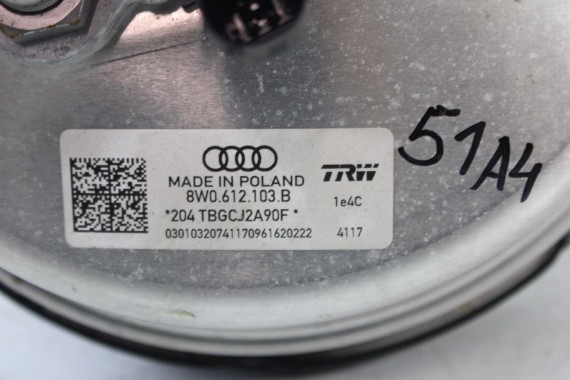 MADE IN POLAND
8W0.612.103.B
*204 TBGCJ2A90F *
03010320741170961620222
TRW
1e4C
4117
51
A4